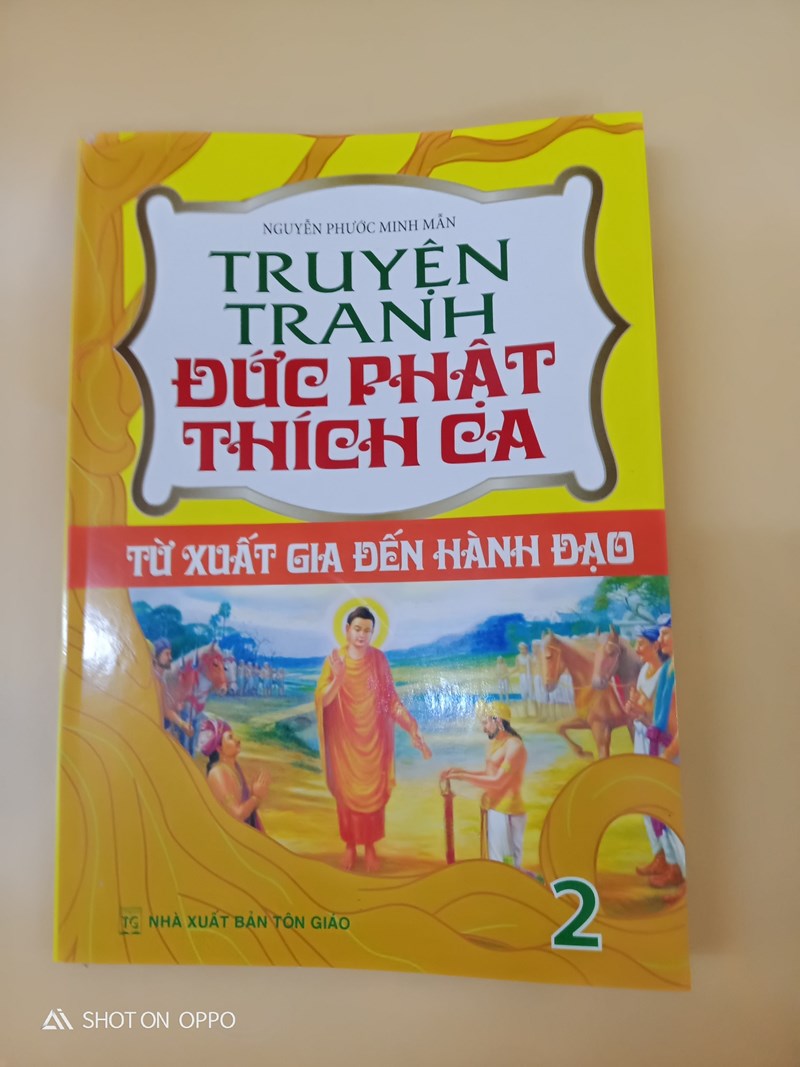 NGUYỄN PHƯỚC MINH MẪN
TRUYỆN
TRANH
ĐỨC PHẬT
THÍCH CA
TỪ XUẤT GIA ĐẾN HÀNH ĐẠO
TG
NHÀ XUẤT BẢN TÔN GIÁO
2
SHOT ON OPPO